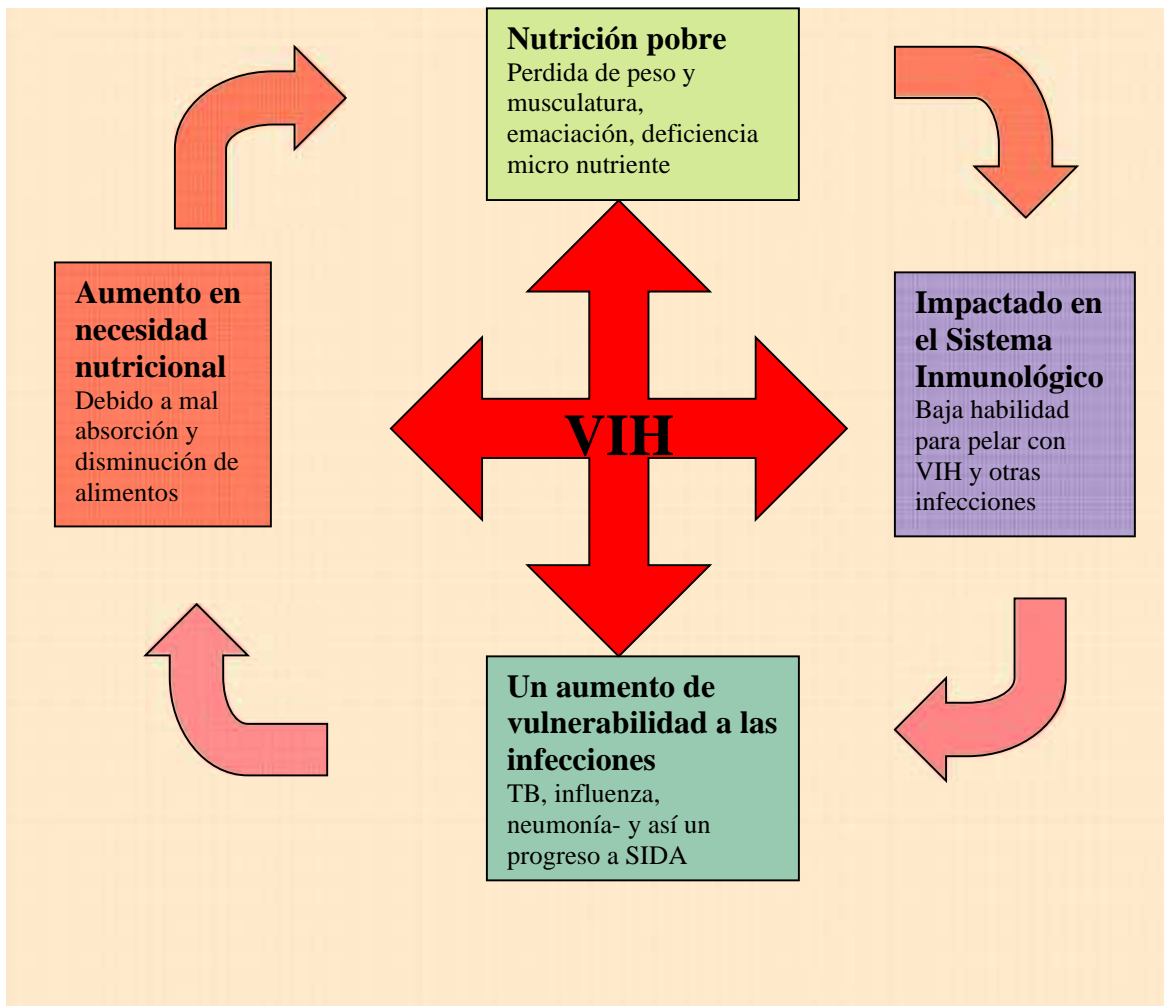 Nutrición pobre
Perdida de peso y
musculatura,
emaciación, deficiencia
micro nutriente
Aumento en
necesidad
nutricional
Debido a mal
absorción y
disminución de
alimentos
VIH
Impactado en
el Sistema
Inmunológico
Baja habilidad
para pelar con
VIH y otras
infecciones
Un aumento de
vulnerabilidad a las
infecciones
TB, influenza,
neumonía- y así un
progreso a SIDA